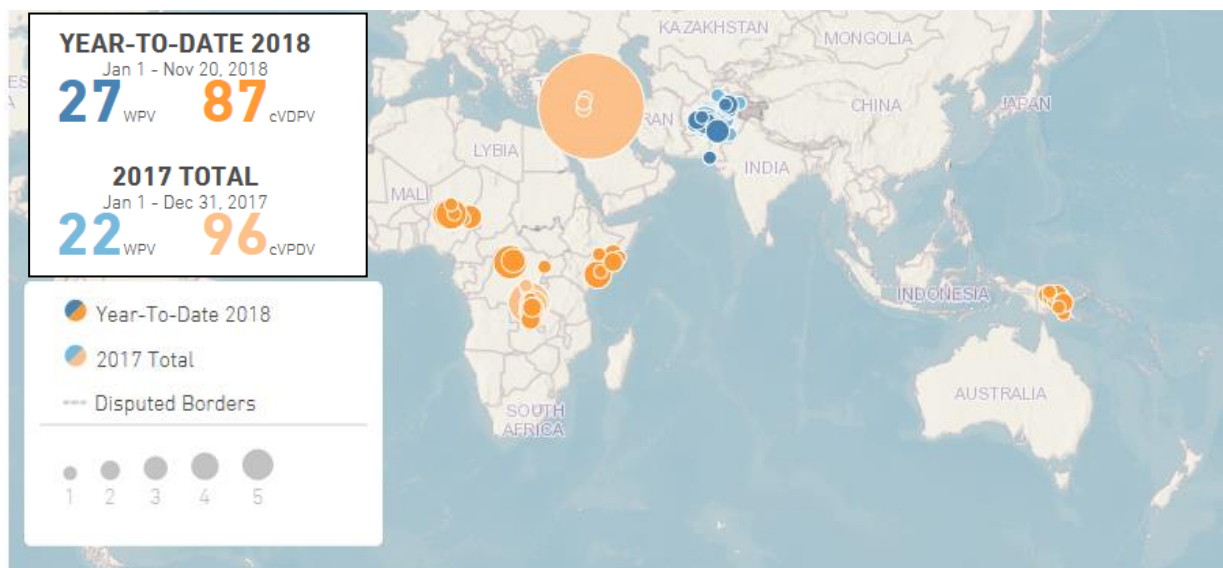 YEAR-TO-DATE 2018
Jan 1 - Nov 20, 2018
27 WPV 87 cVDPV
2017 TOTAL
Jan 1 - Dec 31, 2017
22 WPV 96 cVPDV
Year-To-Date 2018
2017 Total
Disputed Borders
1 2 3 4 5
KAZAKHSTAN
MONGOLIA
CHINA
JAPAN
RAN
LYBIA
INDIA
MALI
INDONESIA
AUSTRALIA
SOUTH
AFRICA
ES
A